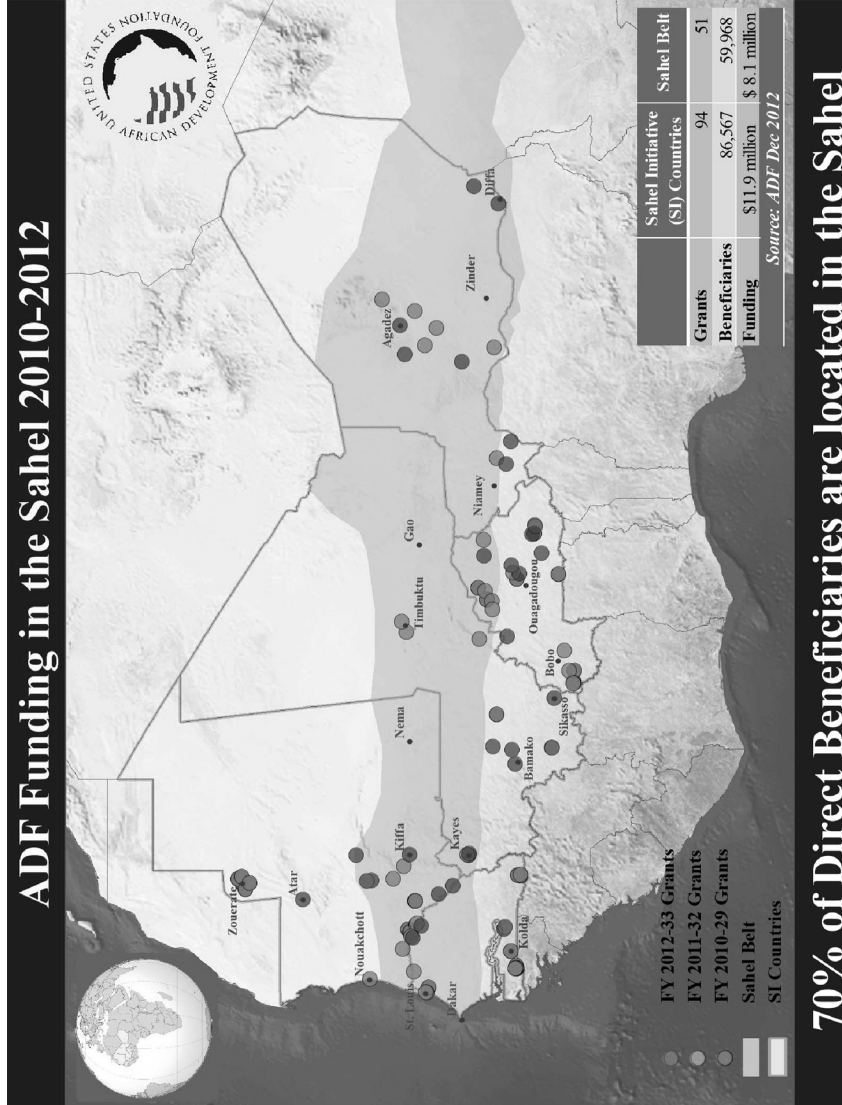 ADF Funding in the Sahel 2010-2012
UNITED STATES AFRICAN DEVELOPMENT FOUNDATION
Zouerate
Atar
Nouakchott
Kiffa
Nema
Timbuktu
Gao
Agadez
St. Louis
Dakar
Kayes
Kolda
Bamako
Sikasso
Bobo
Ouagadougou
Niamey
Zinder
Diffa
FY 2012-33 Grants
FY 2011-32 Grants
FY 2010-29 Grants
Sahel Belt
SI Countries
Sahel Initiative (SI) Countries Sahel Belt
Grants 94 51
Beneficiaries 86,567 59,968
Funding $11.9 million $ 8.1 million
Source: ADF Dec 2012
70% of Direct Beneficiaries are located in the Sahel